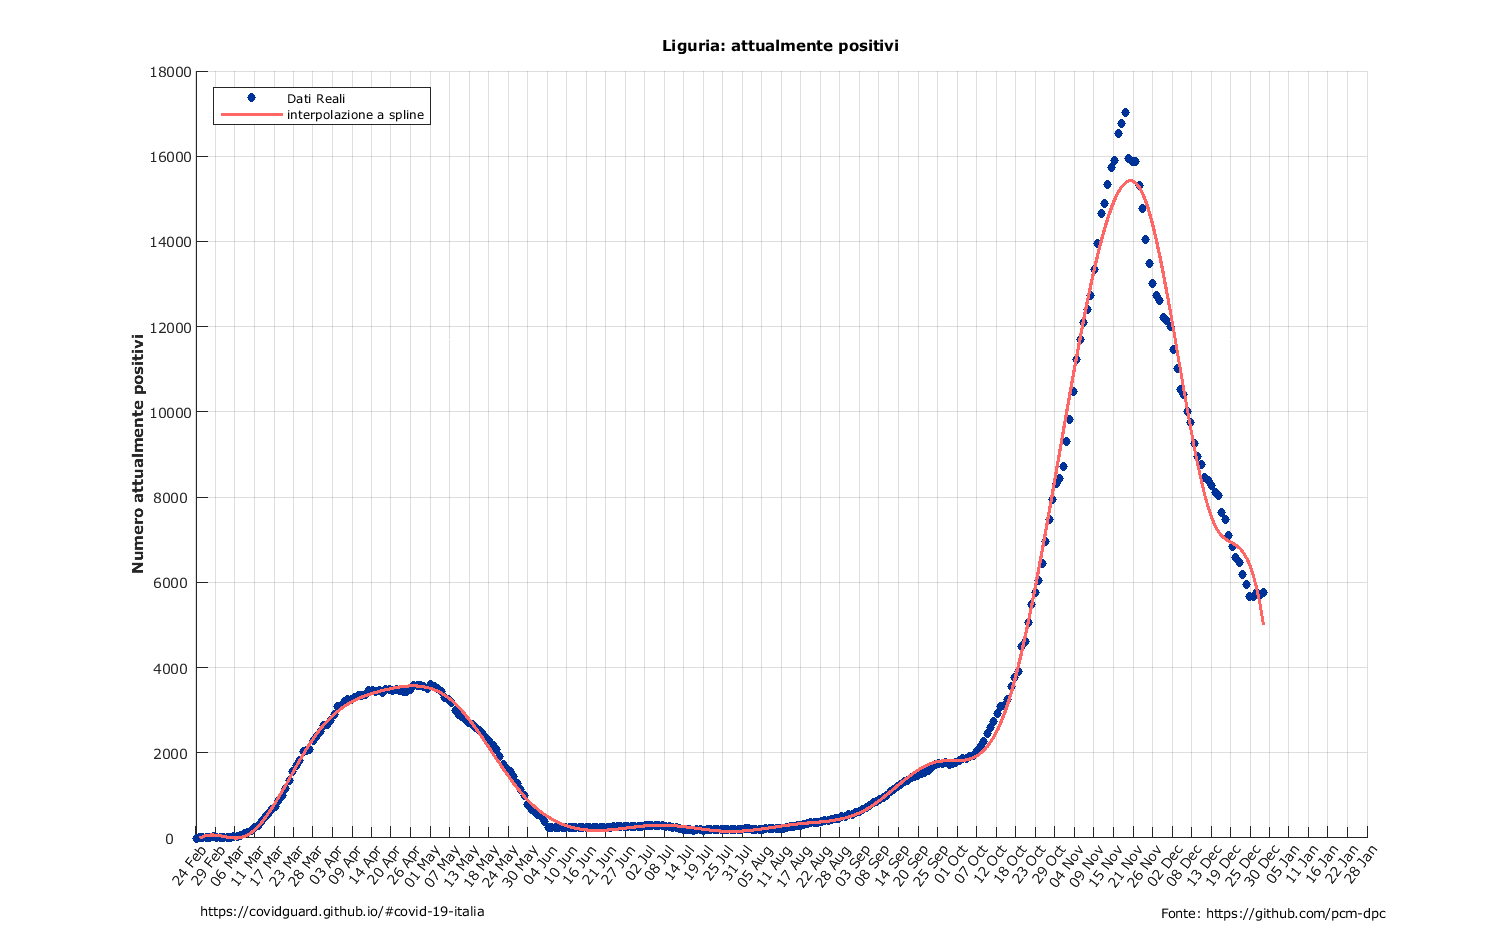 Liguria: attualmente positivi
Dati Reali
interpolazione a spline
Numero attualmente positivi
18000
16000
14000
12000
10000
8000
6000
4000
2000
0
24 Feb
29 Feb
06 Mar
11 Mar
17 Mar
23 Mar
28 Mar
03 Apr
09 Apr
14 Apr
20 Apr
26 Apr
01 May
07 May
13 May
18 May
24 May
30 May
04 Jun
10 Jun
16 Jun
21 Jun
27 Jun
02 Jul
08 Jul
14 Jul
19 Jul
25 Jul
31 Jul
05 Aug
11 Aug
17 Aug
22 Aug
28 Aug
03 Sep
08 Sep
14 Sep
20 Sep
25 Sep
01 Oct
07 Oct
12 Oct
18 Oct
23 Oct
29 Oct
04 Nov
09 Nov
15 Nov
21 Nov
26 Nov
02 Dec
08 Dec
13 Dec
19 Dec
25 Dec
30 Dec
05 Jan
11 Jan
16 Jan
22 Jan
28 Jan
https://covidguard.github.io/#covid-19-italia
Fonte: https://github.com/pcm-dpc